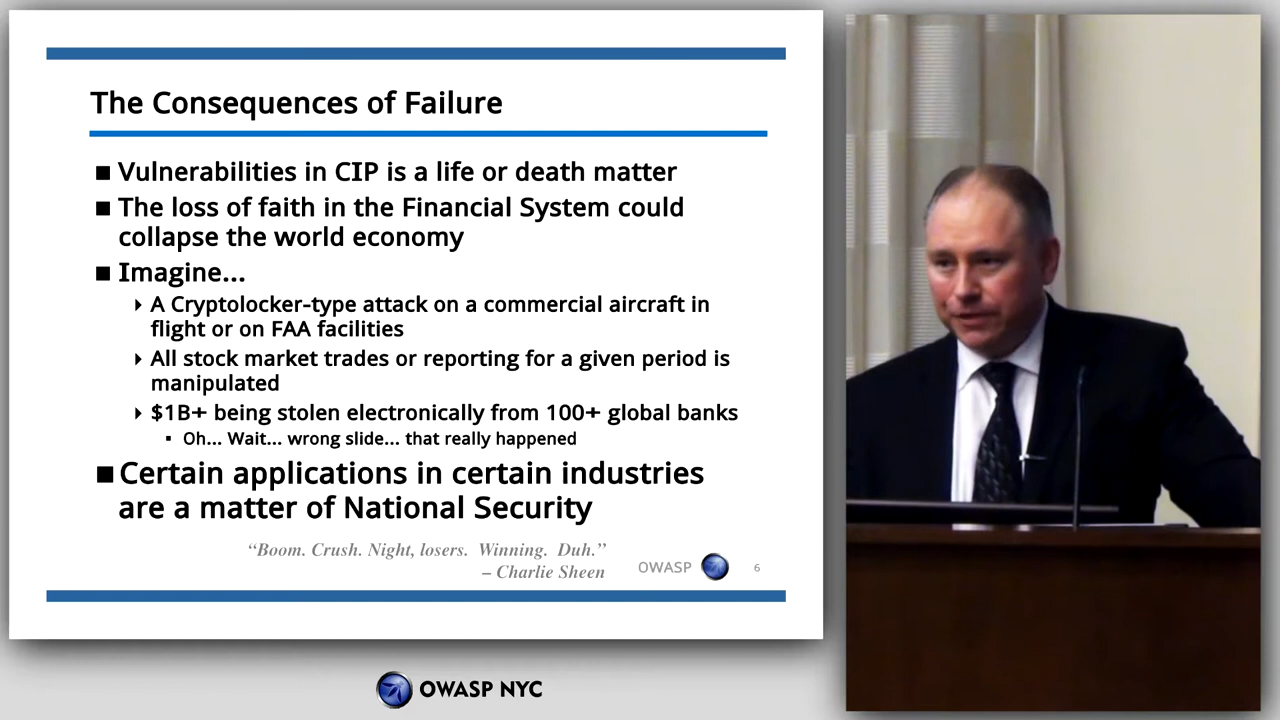 The Consequences of Failure
■ Vulnerabilities in CIP is a life or death matter
■ The loss of faith in the Financial System could
collapse the world economy
■ Imagine...
A Cryptolocker-type attack on a commercial aircraft in
flight or on FAA facilities
All stock market trades or reporting for a given period is
manipulated
$1B+ being stolen electronically from 100+ global banks
▪ Oh... Wait... wrong slide... that really happened
■ Certain applications in certain industries
are a matter of National Security
“Boom. Crush. Night, losers. Winning. Duh.”
– Charlie Sheen
OWASP 6
OWASP NYC